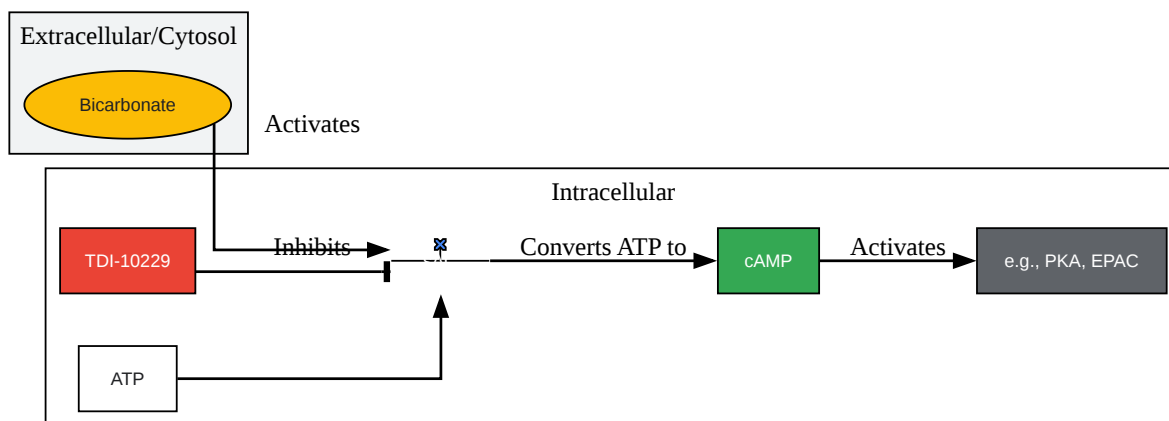 Extracellular/Cytosol
Bicarbonate
Activates
Intracellular
TDI-10229
Inhibits
Converts ATP to
cAMP
Activates
e.g., PKA, EPAC
ATP